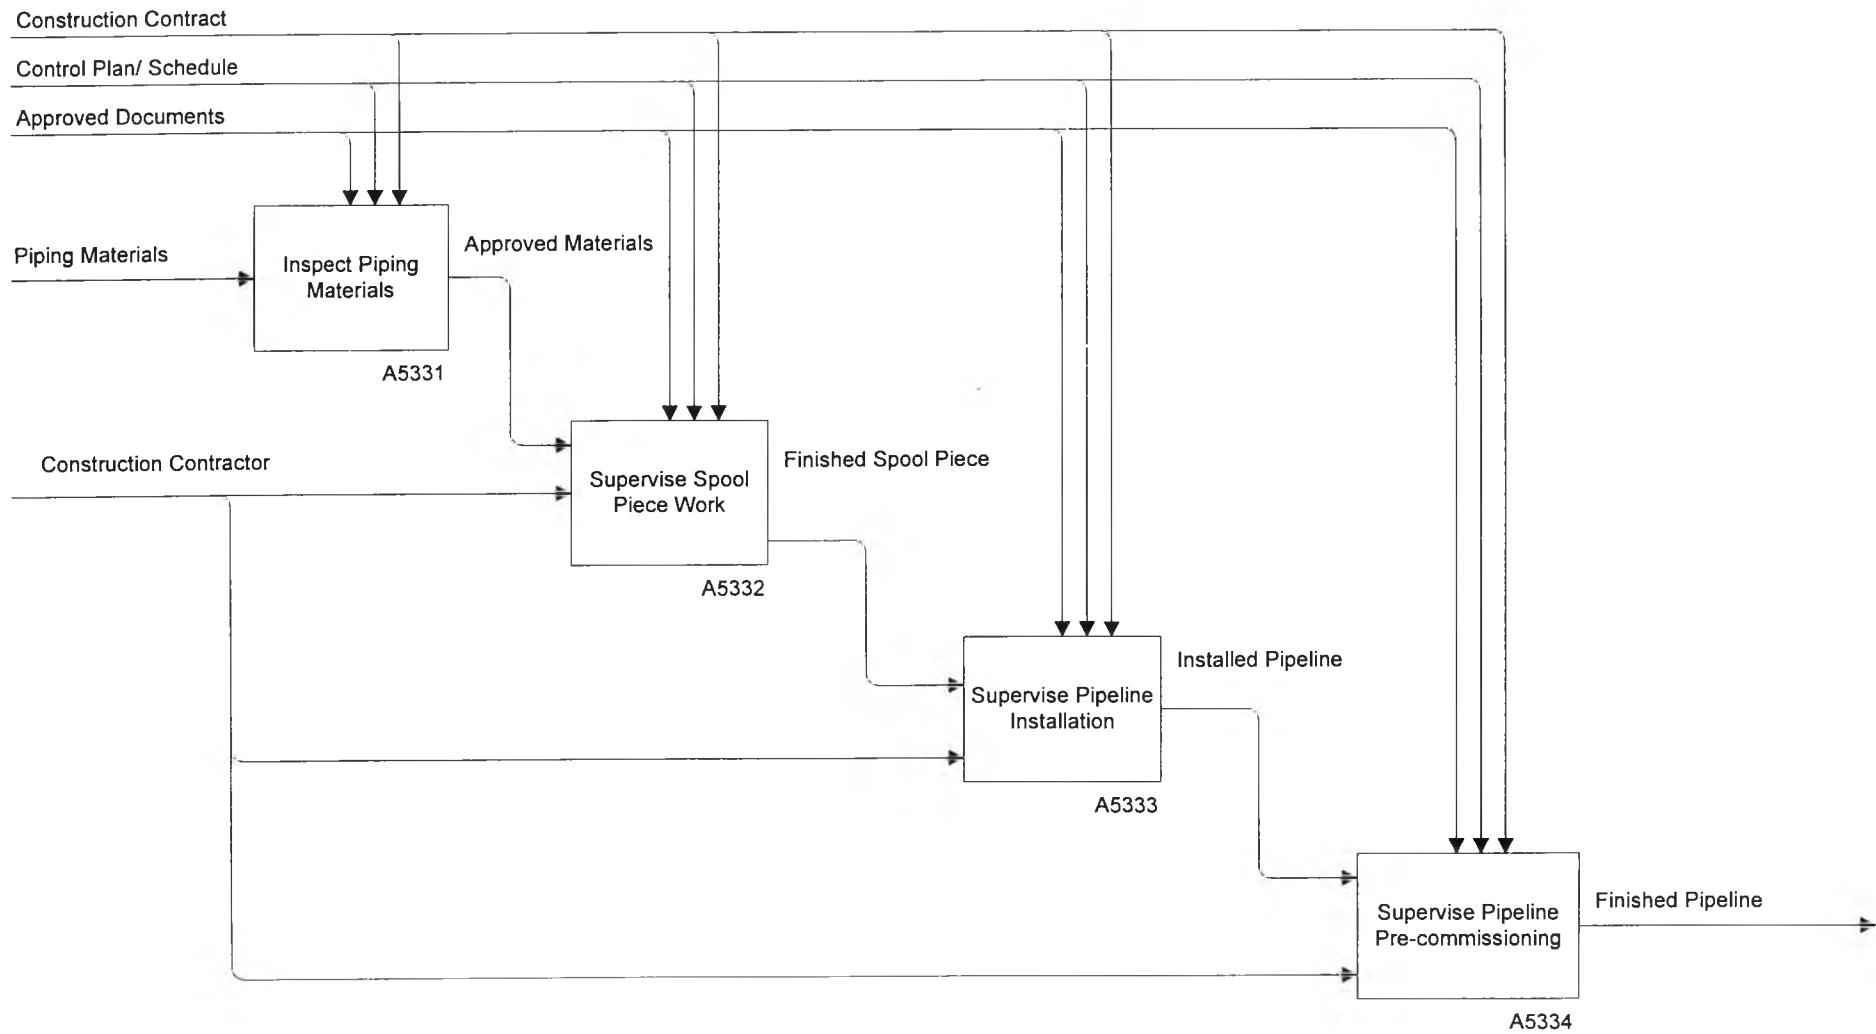 Construction Contract
Control Plan/ Schedule
Approved Documents
Piping Materials
Inspect Piping
Materials
A5331
Approved Materials
Construction Contractor
Supervise Spool
Piece Work
A5332
Finished Spool Piece
Supervise Pipeline
Installation
A5333
Installed Pipeline
Supervise Pipeline
Pre-commissioning
A5334
Finished Pipeline